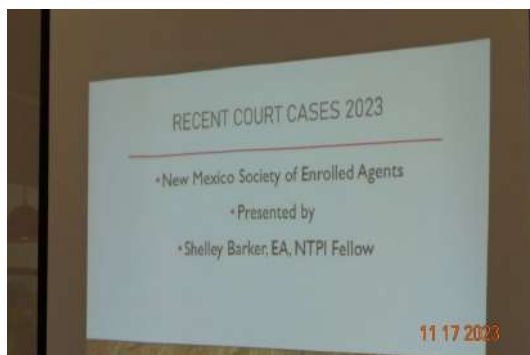 RECENT COURT CASES 2023
•New Mexico Society of Enrolled Agents
•Presented by
•Shelley Barker, EA, NTPI Fellow
11 17 2023